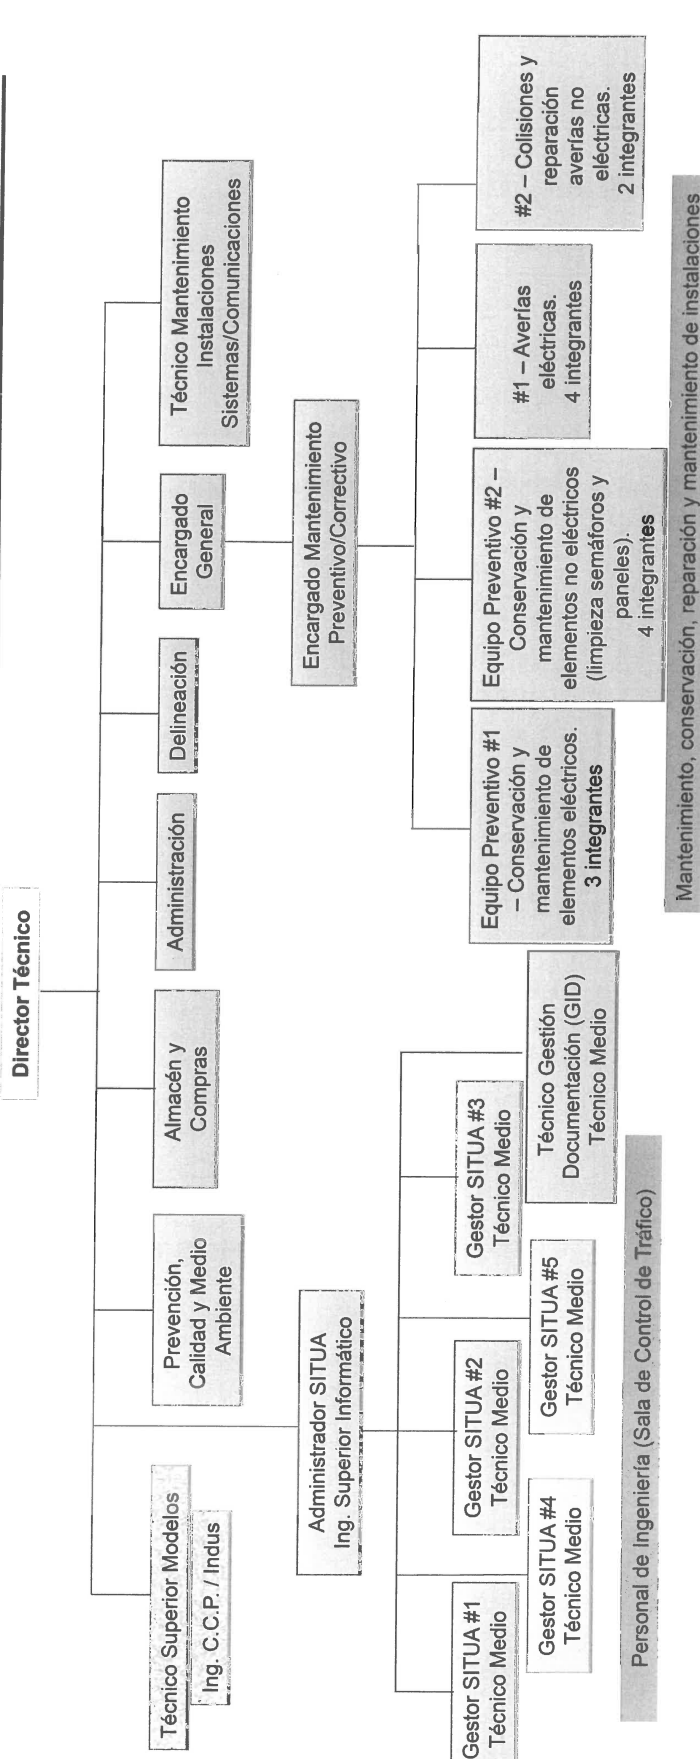 Director Técnico
Técnico Superior Modelos
Ing. C.C.P. / Indus
Prevención,
Calidad y Medio
Ambiente
Almacén y
Compras
Administración
Delineación
Encargado
General
Técnico Mantenimiento
Instalaciones
Sistemas/Comunicaciones
Administrador SITUA
Ing. Superior Informático
Encargado Mantenimiento
Preventivo/Correctivo
Gestor SITUA #1
Técnico Medio
Gestor SITUA #2
Técnico Medio
Gestor SITUA #3
Técnico Medio
Gestor SITUA #4
Técnico Medio
Gestor SITUA #5
Técnico Medio
Técnico Gestión
Documentación (GID)
Técnico Medio
Equipo Preventivo #1
– Conservación y
mantenimiento de
elementos eléctricos.
3 integrantes
Equipo Preventivo #2 –
Conservación y
mantenimiento de
elementos no eléctricos
(limpieza semáforos y
paneles).
4 integrantes
#1 – Averías
eléctricas.
4 integrantes
#2 – Colisiones y
reparación
averías no
eléctricas.
2 integrantes
Personal de Ingeniería (Sala de Control de Tráfico)
Mantenimiento, conservación, reparación y mantenimiento de instalaciones